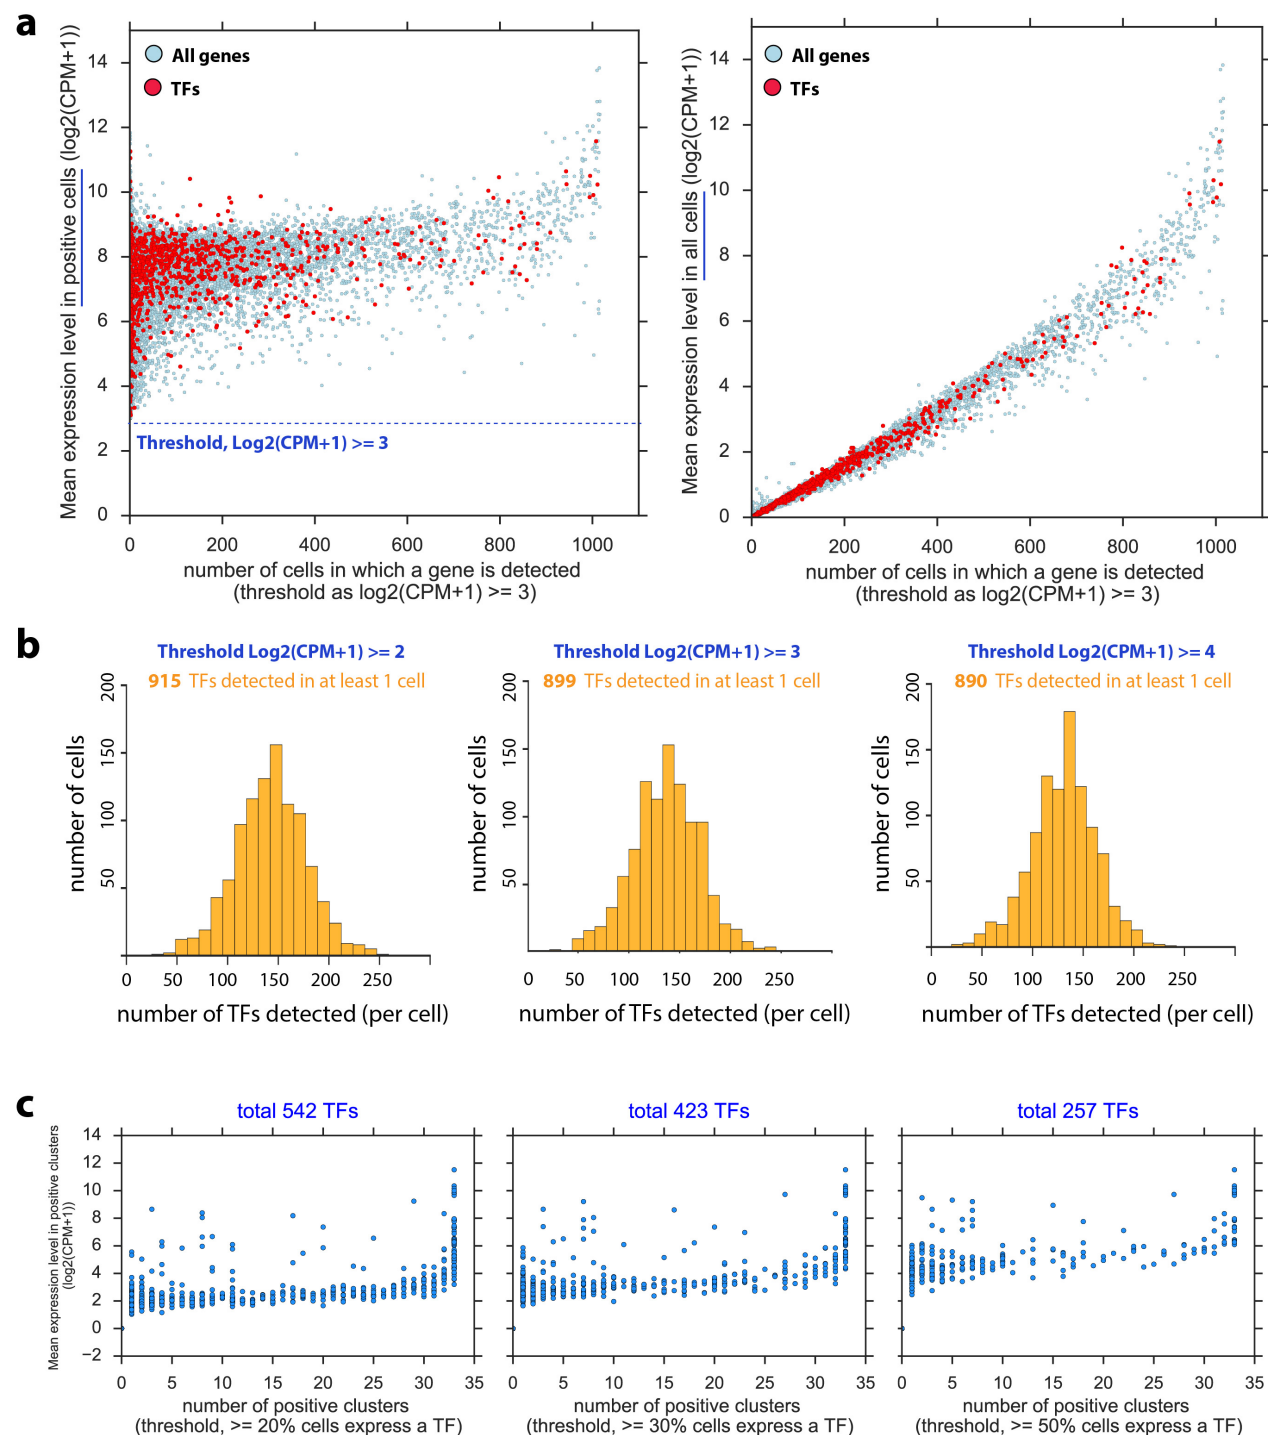 a
Mean expression level in positive cells (log2(CPM+1))
14
12
10
8
6
4
2
0
All genes
TFs
Threshold, Log2(CPM+1) >= 3
0 200 400 600 800 1000
number of cells in which a gene is detected
(threshold as log2(CPM+1) >= 3)
Mean expression level in all cells (log2(CPM+1))
14
12
10
8
6
4
2
0
All genes
TFs
0 200 400 600 800 1000
number of cells in which a gene is detected
(threshold as log2(CPM+1) >= 3)
b
Threshold Log2(CPM+1) >= 2
915 TFs detected in at least 1 cell
number of cells
200
150
100
50
0 50 100 150 200 250
number of TFs detected (per cell)
Threshold Log2(CPM+1) >= 3
899 TFs detected in at least 1 cell
number of cells
200
150
100
50
0 50 100 150 200 250
number of TFs detected (per cell)
Threshold Log2(CPM+1) >= 4
890 TFs detected in at least 1 cell
number of cells
200
150
100
50
0 50 100 150 200 250
number of TFs detected (per cell)
c
Mean expression level in positive clusters
(log2(CPM+1))
total 542 TFs
14
12
10
8
6
4
2
0
−2
0 5 10 15 20 25 30 35
number of positive clusters
(threshold, >= 20% cells express a TF)
total 423 TFs
0 5 10 15 20 25 30 35
number of positive clusters
(threshold, >= 30% cells express a TF)
total 257 TFs
0 5 10 15 20 25 30 35
number of positive clusters
(threshold, >= 50% cells express a TF)